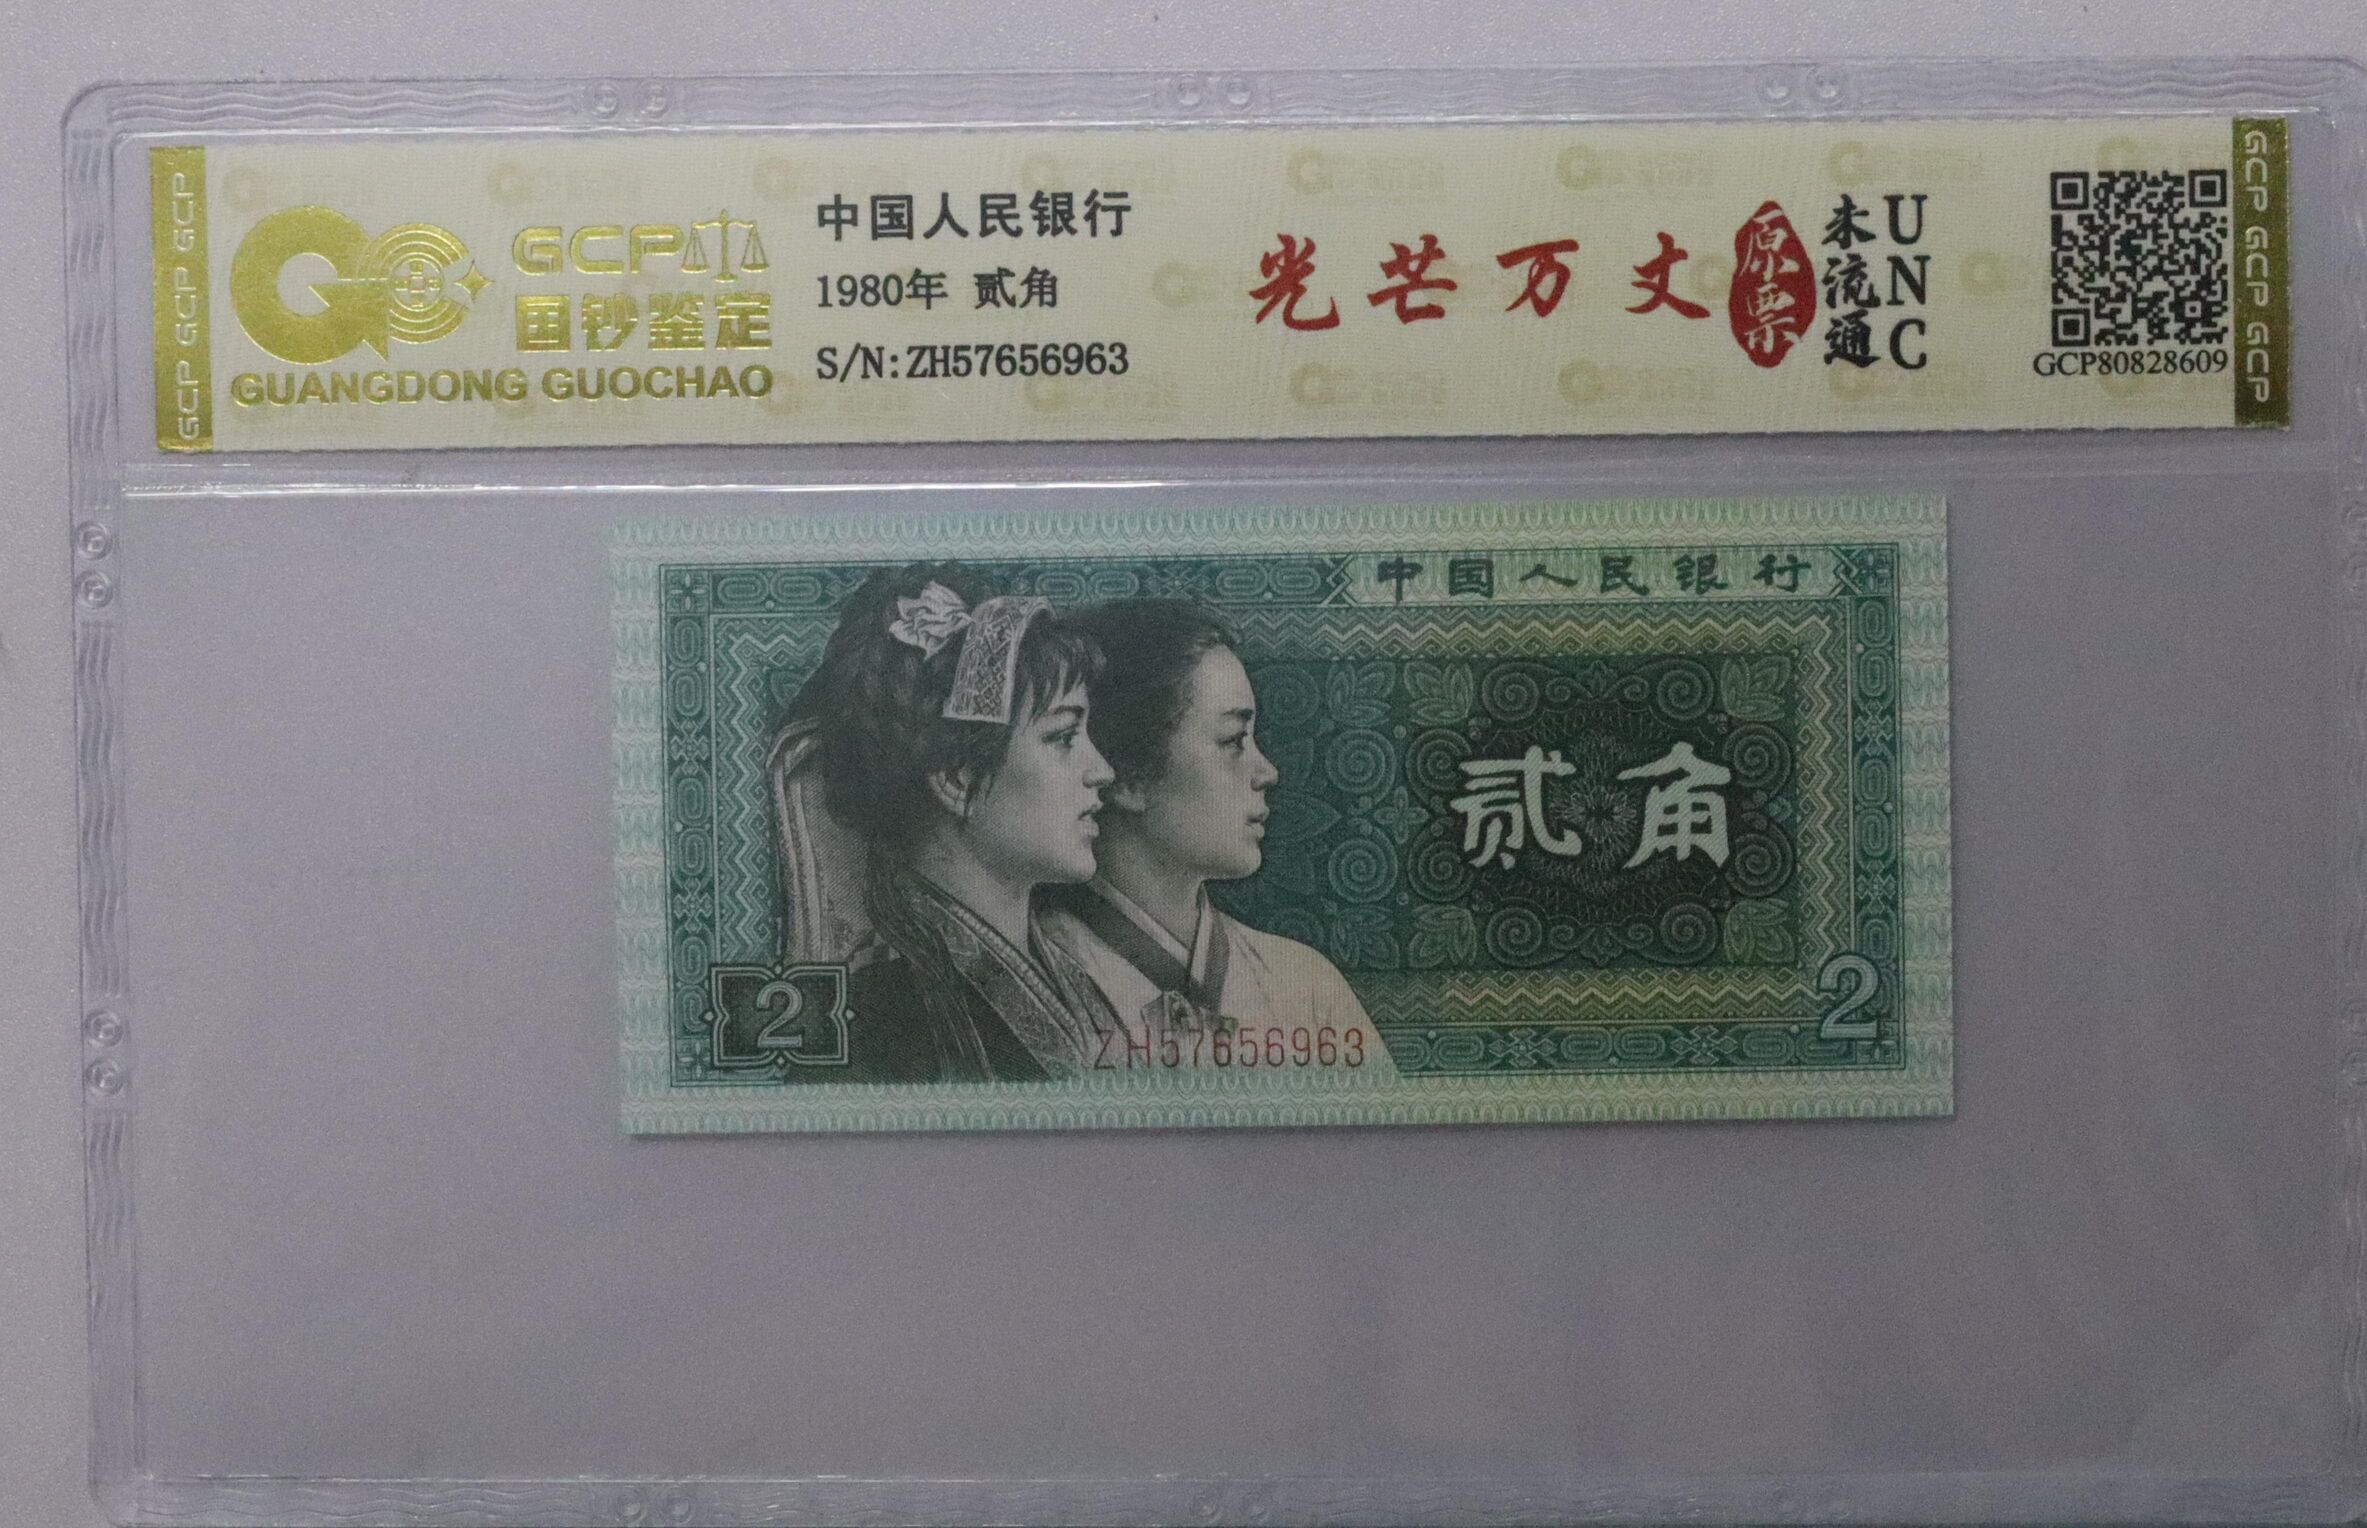 GCP GCP GCP
GCP
国钞鉴定
GUANGDONG GUOCHAO
中国人民银行
1980年 贰角
S/N:ZH57656963
光芒万丈
原票
未流通
UNC
GCP80828609
GCP GCP GCP
中国人民银行
贰角
2
2
ZH57656963